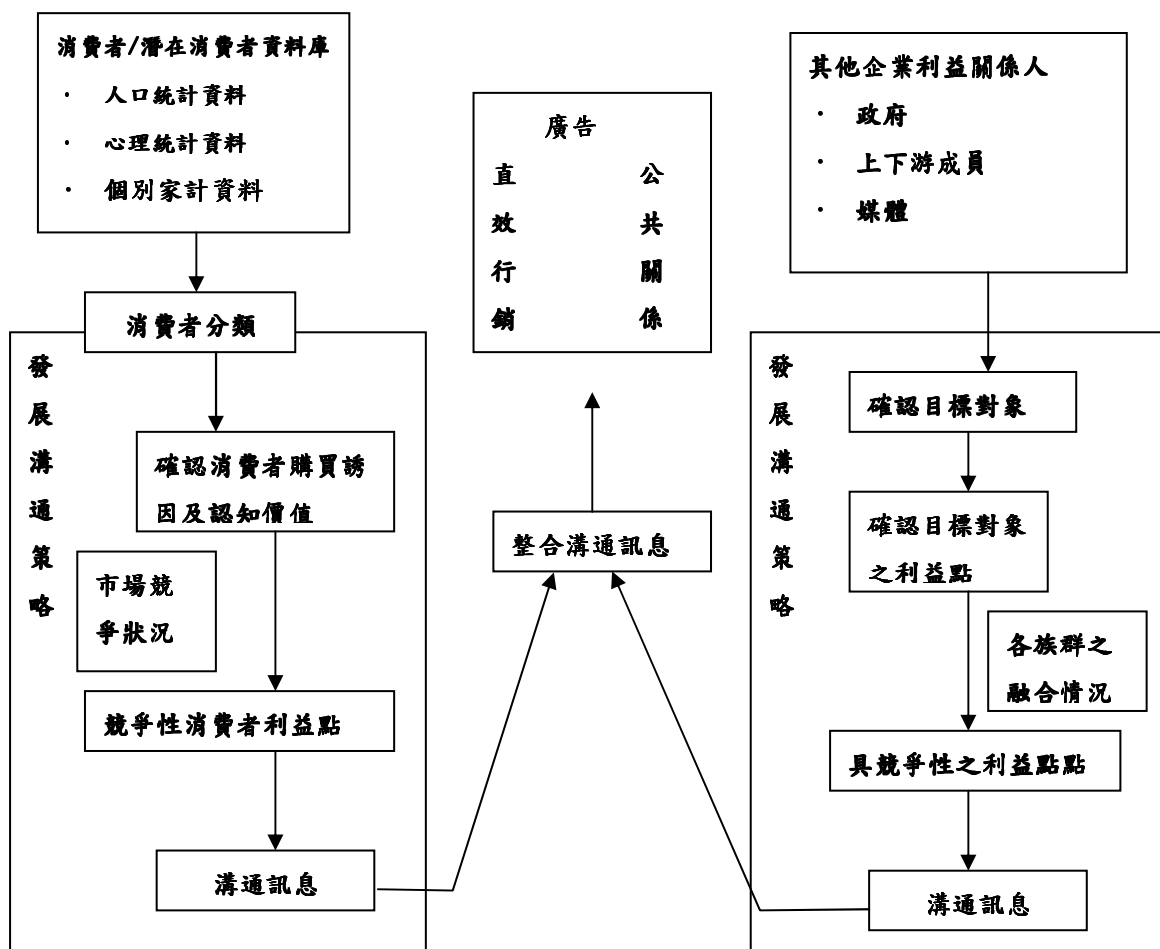 消費者/潛在消費者資料庫
· 人口統計資料
· 心理統計資料
· 個別家計資料
消費者分類
發展溝通策略
確認消費者購買誘
因及認知價值
市場競
爭狀況
競爭性消費者利益點
溝通訊息
廣告
直效行銷
公共關係
整合溝通訊息
其他企業利益關係人
· 政府
· 上下游成員
· 媒體
發展溝通策略
確認目標對象
確認目標對象
之利益點
各族群之
融合情況
具競爭性之利益點點
溝通訊息